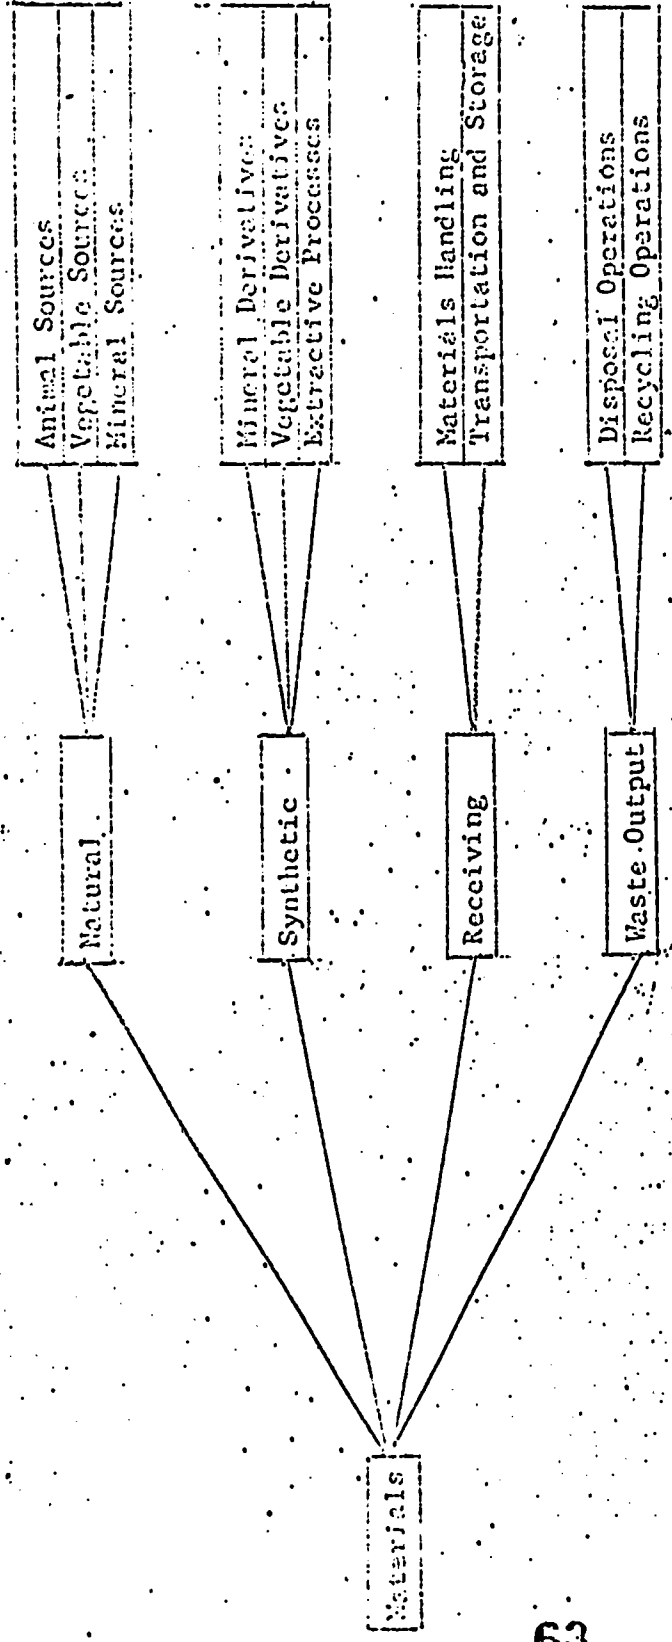 Materials
Natural
Animal Sources
Vegetable Sources
Mineral Sources
Synthetic
Mineral Derivatives
Vegetable Derivatives
Extractive Processes
Receiving
Materials Handling
Transportation and Storage
Waste Output
Disposal Operations
Recycling Operations